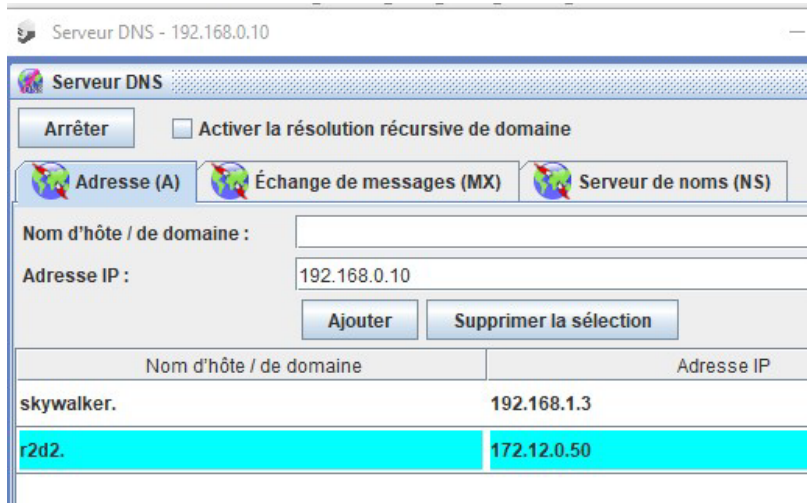 Serveur DNS - 192.168.0.10
Serveur DNS
Arrêter Activer la résolution récursive de domaine
Adresse (A) Échange de messages (MX) Serveur de noms (NS)
Nom d'hôte / de domaine :
Adresse IP : 192.168.0.10
Ajouter Supprimer la sélection
Nom d'hôte / de domaine Adresse IP
skywalker. 192.168.1.3
r2d2. 172.12.0.50